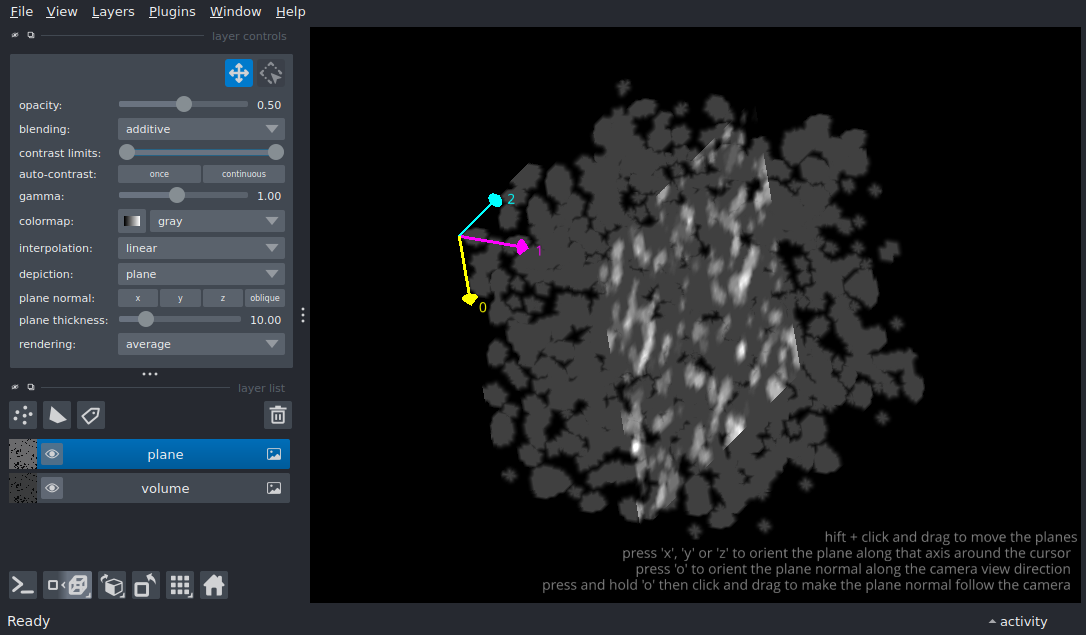 File View Layers Plugins Window Help
layer controls
opacity: 0.50
blending: additive
contrast limits:
auto-contrast: once continuous
gamma: 1.00
colormap: gray
interpolation: linear
depiction: plane
plane normal: x y z oblique
plane thickness: 10.00
rendering: average
layer list
plane
volume
2
1
0
hift + click and drag to move the planes
press 'x', 'y' or 'z' to orient the plane along that axis around the cursor
press 'o' to orient the plane normal along the camera view direction
press and hold 'o' then click and drag to make the plane normal follow the camera
Ready activity